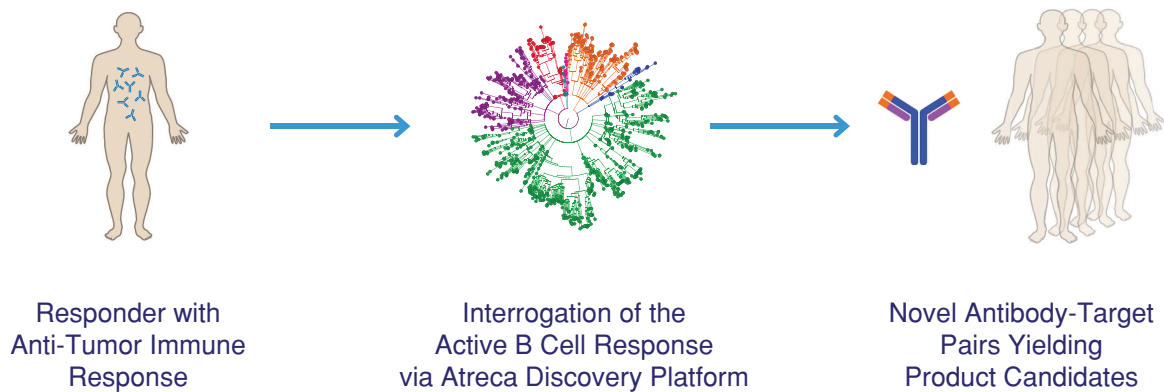 Responder with
Anti-Tumor Immune
Response
Interrogation of the
Active B Cell Response
via Atreca Discovery Platform
Novel Antibody-Target
Pairs Yielding
Product Candidates